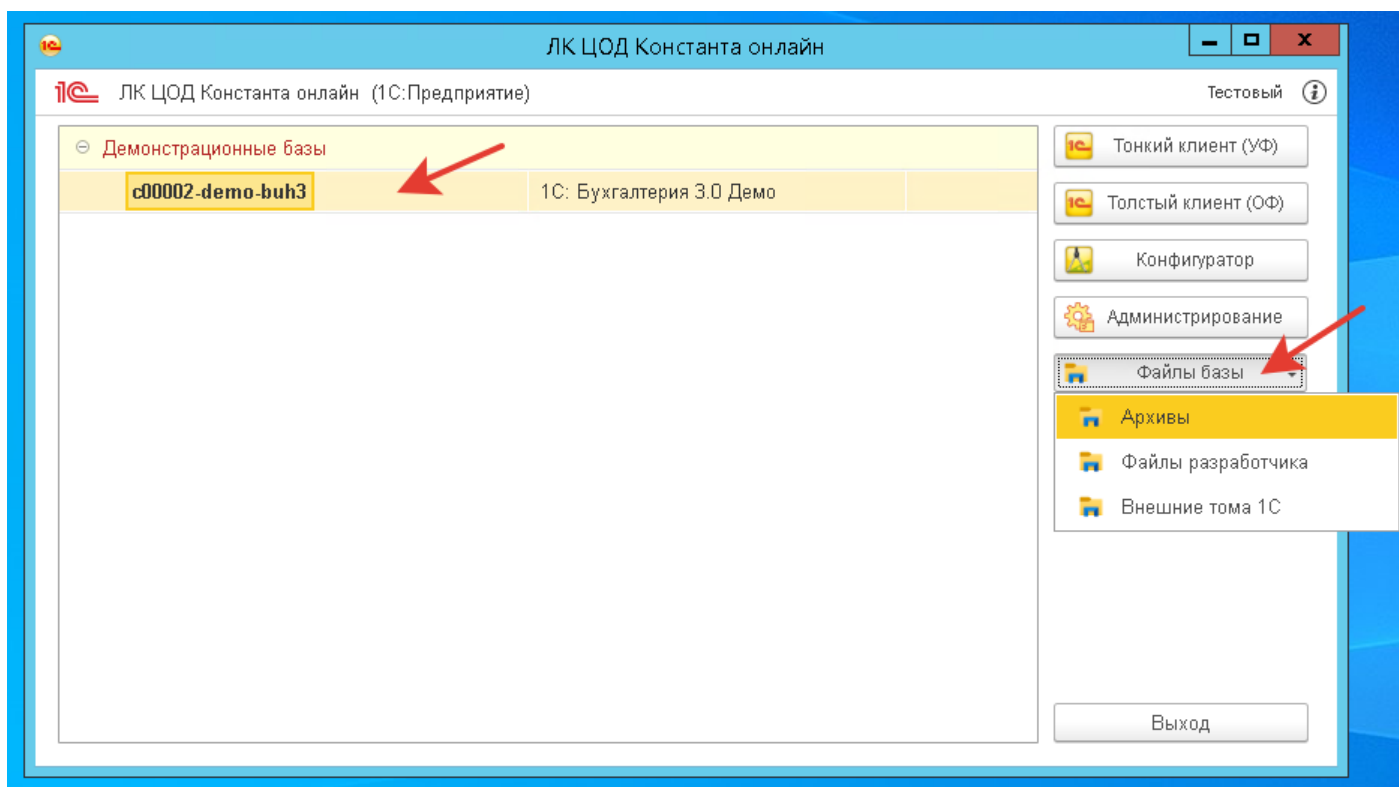 ЛК ЦОД Константа онлайн
ЛК ЦОД Константа онлайн (1С:Предприятие)
Тестовый
Демонстрационные базы
c00002-demo-buh3
1С: Бухгалтерия 3.0 Демо
Тонкий клиент (УФ)
Толстый клиент (ОФ)
Конфигуратор
Администрирование
Файлы базы
Архивы
Файлы разработчика
Внешние тома 1С
Выход